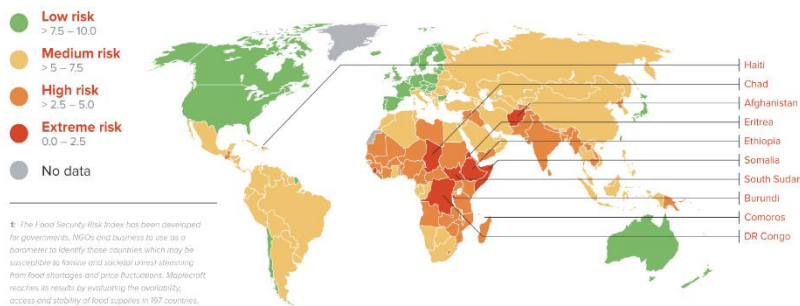 Low risk
> 7.5 – 10.0
Medium risk
> 5 – 7.5
High risk
> 2.5 – 5.0
Extreme risk
0.0 – 2.5
No data
Haiti
Chad
Afghanistan
Eritrea
Ethiopia
Somalia
South Sudan
Burundi
Comoros
DR Congo
The Food Security Risk Index has been developed
for governments, NGOs and business to use as a
barometer to identify those countries which may be
susceptible to famine and societal unrest stemming
from food shortages and price fluctuations. Maplecroft
reaches its results by evaluating the availability,
access and stability of food supplies in 197 countries,